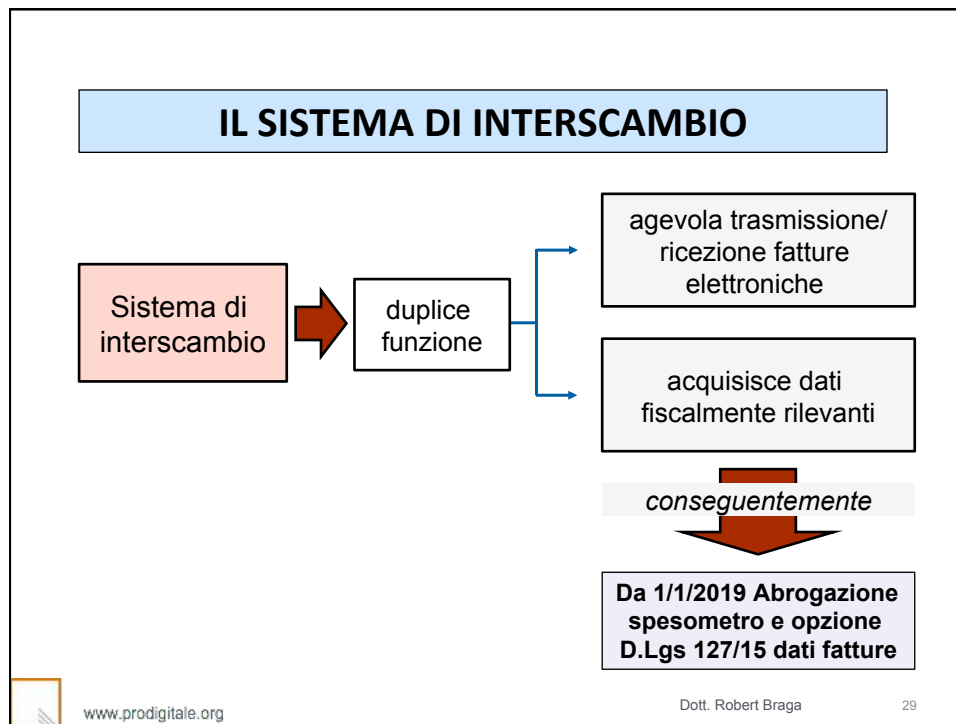 IL SISTEMA DI INTERSCAMBIO
Sistema di
interscambio
duplice
funzione
agevola trasmissione/
ricezione fatture
elettroniche
acquisisce dati
fiscalmente rilevanti
conseguentemente
Da 1/1/2019 Abrogazione
spesometro e opzione
D.Lgs 127/15 dati fatture
www.prodigitale.org
Dott. Robert Braga
29